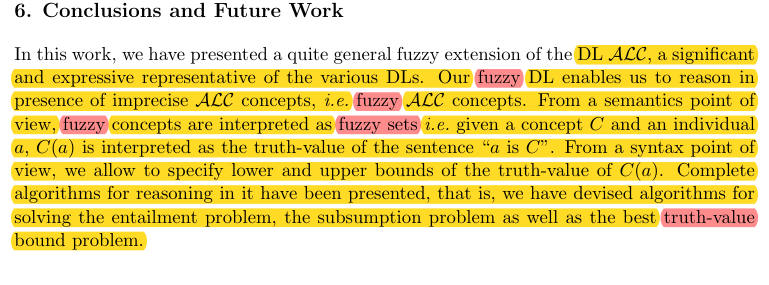 6. Conclusions and Future Work
In this work, we have presented a quite general fuzzy extension of the DL ALC, a significant
and expressive representative of the various DLs. Our fuzzy DL enables us to reason in
presence of imprecise ALC concepts, i.e. fuzzy ALC concepts. From a semantics point of
view, fuzzy concepts are interpreted as fuzzy sets i.e. given a concept C and an individual
a, C(a) is interpreted as the truth-value of the sentence “a is C”. From a syntax point of
view, we allow to specify lower and upper bounds of the truth-value of C(a). Complete
algorithms for reasoning in it have been presented, that is, we have devised algorithms for
solving the entailment problem, the subsumption problem as well as the best truth-value
bound problem.